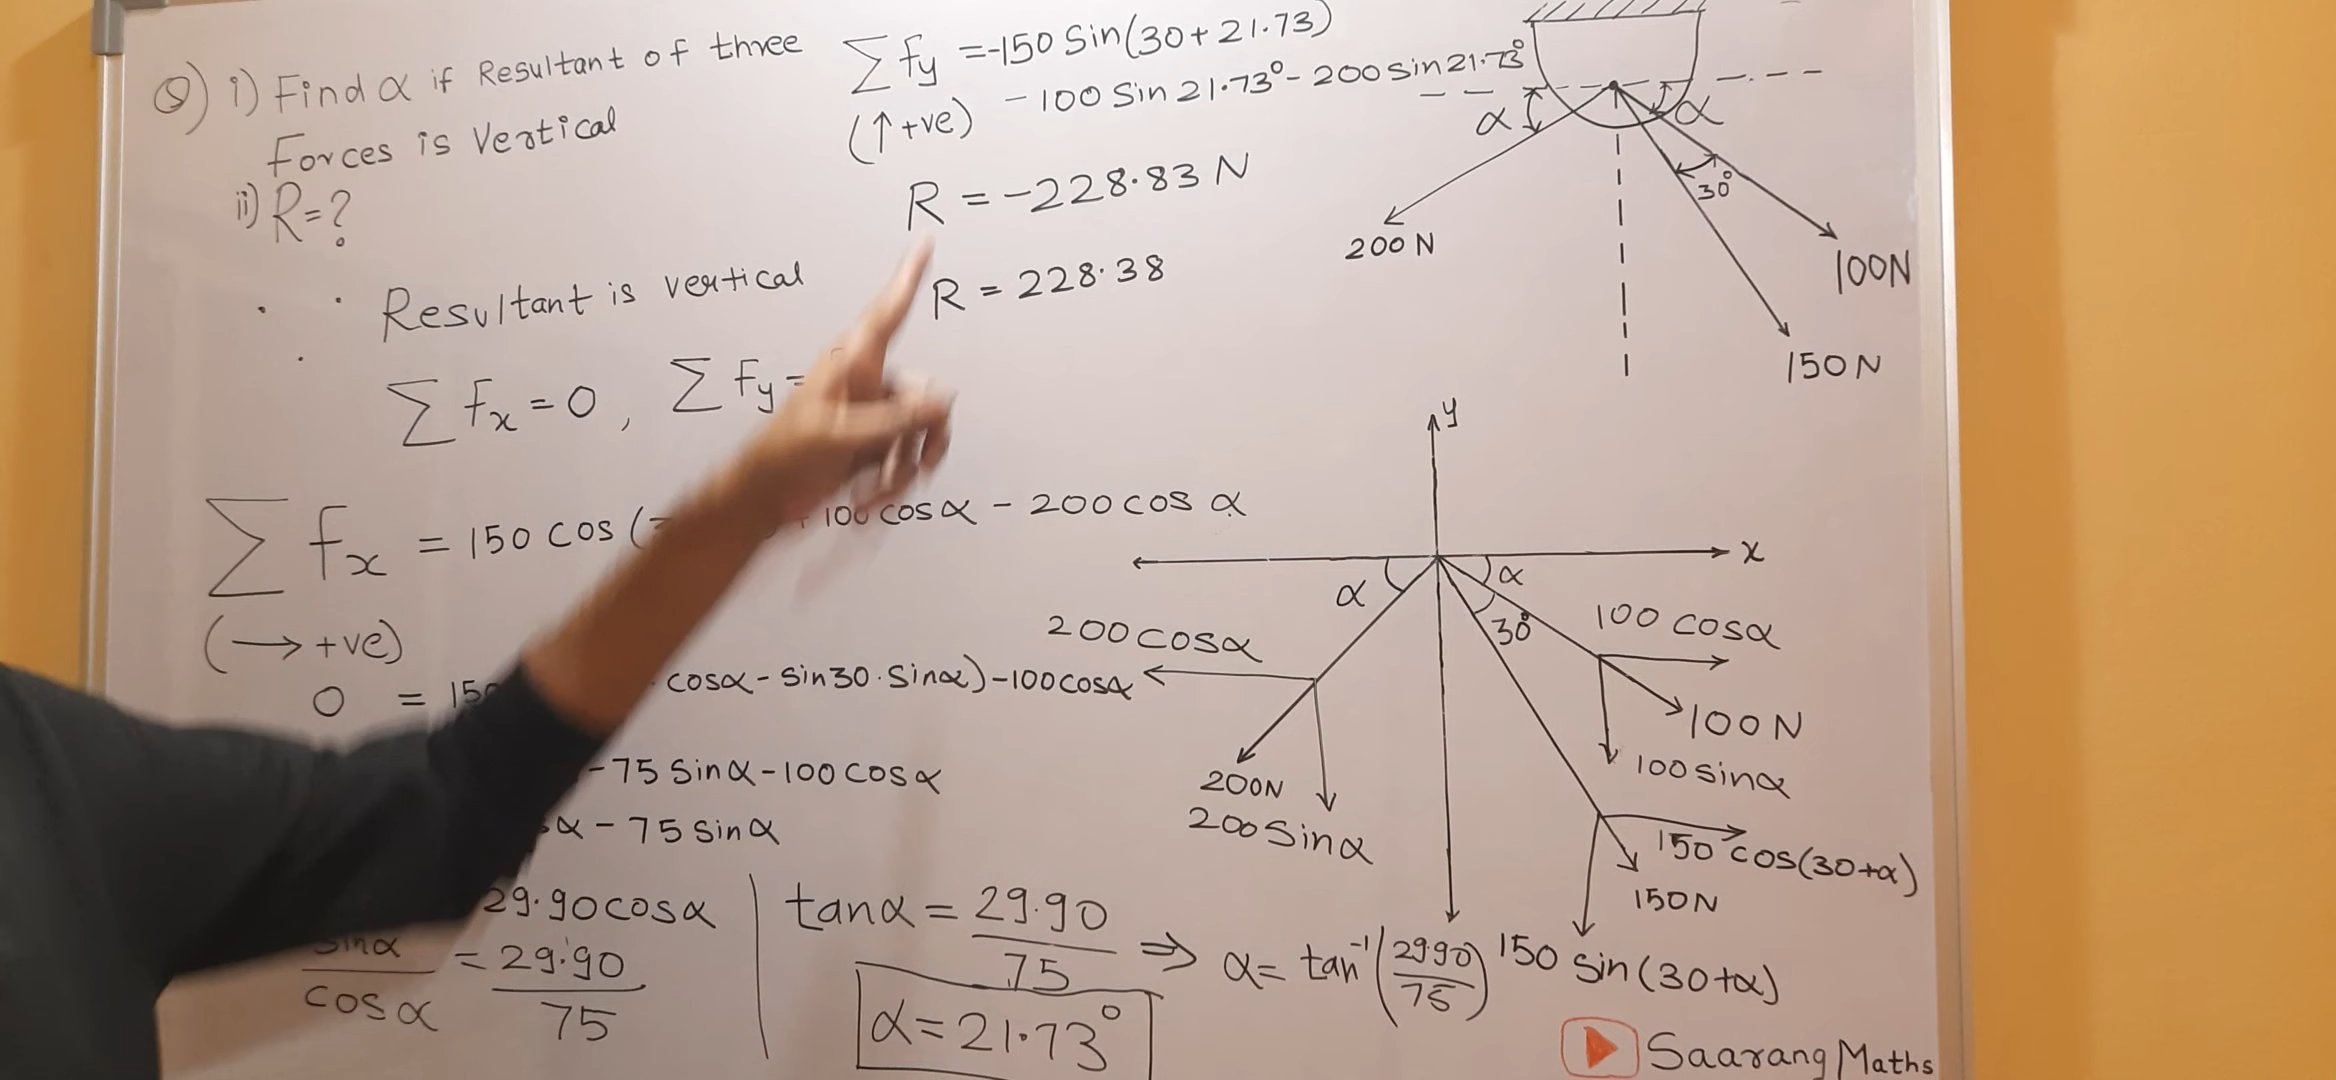 Q) i) Find α if Resultant of three
Forces is Vertical
ii) R=?
Resultant is vertical
∑ fx = 0 , ∑ fy =
∑ fx = 150 cos ( + 100 cosα - 200 cos α
(→ +ve)
0 = 15 cosα - sin30·sinα) - 100 cosα
-75 sinα - 100 cos α
α - 75 sinα
29.90 cosα
sinα / cosα = 29.90 / 75
tanα = 29.90 / 75 ⇒ α = tan⁻¹(29.90 / 75)
α = 21.73°
∑ fy = -150 Sin(30 + 21.73)
(↑ +ve) - 100 Sin 21.73° - 200 sin 21.73°
R = -228.83 N
R = 228.38
α
α
30°
200 N
100N
150 N
y
x
α
α
30°
200 cosα
100 cosα
100 N
100 sinα
200N
200 Sinα
150 cos(30+α)
150 N
150 sin(30+α)
Saarang Maths